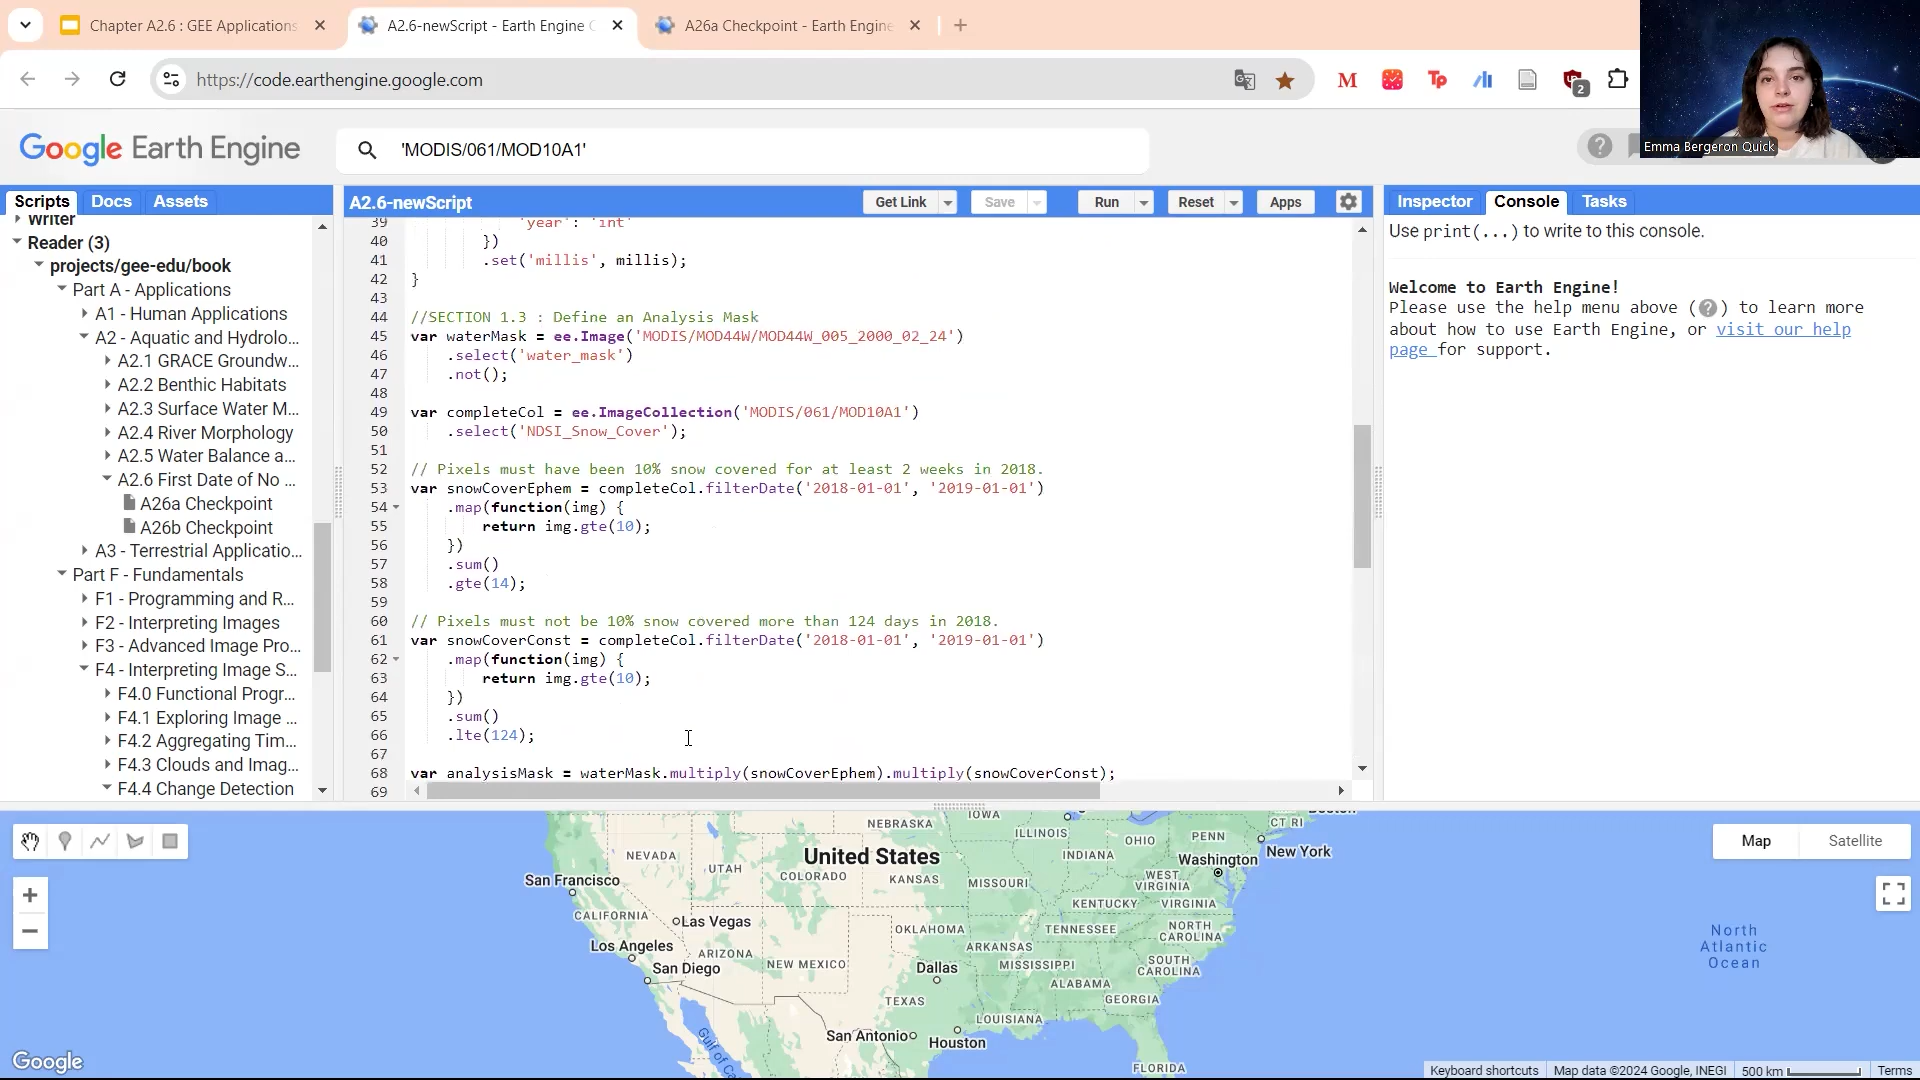 Chapter A2.6 : GEE Applications
A2.6-newScript - Earth Engine C
A26a Checkpoint - Earth Engine
https://code.earthengine.google.com
M
Tp
2
Emma Bergeron Quick
Google Earth Engine
'MODIS/061/MOD10A1'
Scripts Docs Assets
Writer
Reader (3)
projects/gee-edu/book
Part A - Applications
A1 - Human Applications
A2 - Aquatic and Hydrolo...
A2.1 GRACE Groundw...
A2.2 Benthic Habitats
A2.3 Surface Water M...
A2.4 River Morphology
A2.5 Water Balance a...
A2.6 First Date of No ...
A26a Checkpoint
A26b Checkpoint
A3 - Terrestrial Applicatio...
Part F - Fundamentals
F1 - Programming and R...
F2 - Interpreting Images
F3 - Advanced Image Pro...
F4 - Interpreting Image S...
F4.0 Functional Progr...
F4.1 Exploring Image ...
F4.2 Aggregating Tim...
F4.3 Clouds and Imag...
F4.4 Change Detection
A2.6-newScript
Get Link Save Run Reset Apps
39 'year': 'int'
40 })
41 .set('millis', millis);
42 }
43
44 //SECTION 1.3 : Define an Analysis Mask
45 var waterMask = ee.Image('MODIS/MOD44W/MOD44W_005_2000_02_24')
46 .select('water_mask')
47 .not();
48
49 var completeCol = ee.ImageCollection('MODIS/061/MOD10A1')
50 .select('NDSI_Snow_Cover');
51
52 // Pixels must have been 10% snow covered for at least 2 weeks in 2018.
53 var snowCoverEphem = completeCol.filterDate('2018-01-01', '2019-01-01')
54 .map(function(img) {
55 return img.gte(10);
56 })
57 .sum()
58 .gte(14);
59
60 // Pixels must not be 10% snow covered more than 124 days in 2018.
61 var snowCoverConst = completeCol.filterDate('2018-01-01', '2019-01-01')
62 .map(function(img) {
63 return img.gte(10);
64 })
65 .sum()
66 .lte(124);
67
68 var analysisMask = waterMask.multiply(snowCoverEphem).multiply(snowCoverConst);
69
Inspector Console Tasks
Use print(...) to write to this console.
Welcome to Earth Engine!
Please use the help menu above (?) to learn more
about how to use Earth Engine, or visit our help
page for support.
Map Satellite
NEBRASKA
IOWA
ILLINOIS
INDIANA
OHIO
PENN
CT RI
New York
Washington
NEVADA
UTAH
United States
COLORADO
KANSAS
MISSOURI
WEST
VIRGINIA
San Francisco
CALIFORNIA
Las Vegas
KENTUCKY
VIRGINIA
OKLAHOMA
TENNESSEE
NORTH
CAROLINA
Los Angeles
ARIZONA
NEW MEXICO
ARKANSAS
San Diego
Dallas
MISSISSIPPI
SOUTH
CAROLINA
ALABAMA
TEXAS
GEORGIA
LOUISIANA
San Antonio
Houston
FLORIDA
Gulf of
North
Atlantic
Ocean
Google
Keyboard shortcuts Map data ©2024 Google, INEGI 500 km Terms